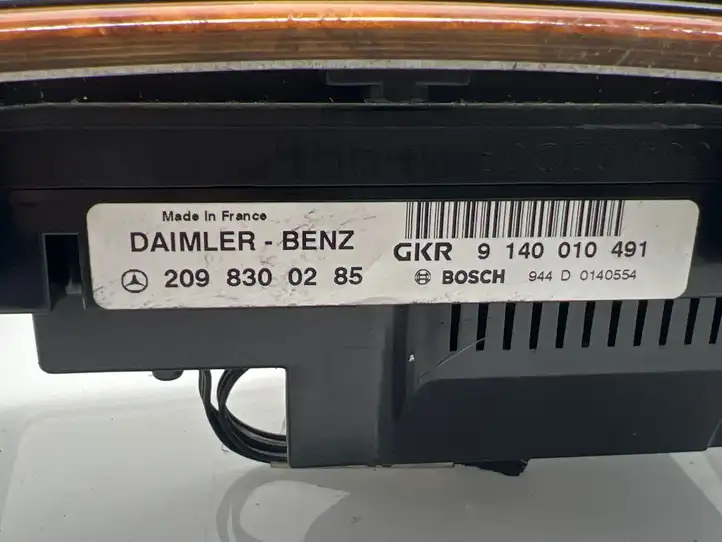 Made In France
DAIMLER - BENZ
209 830 02 85
GKR 9 140 010 491
BOSCH 944 D 0140554